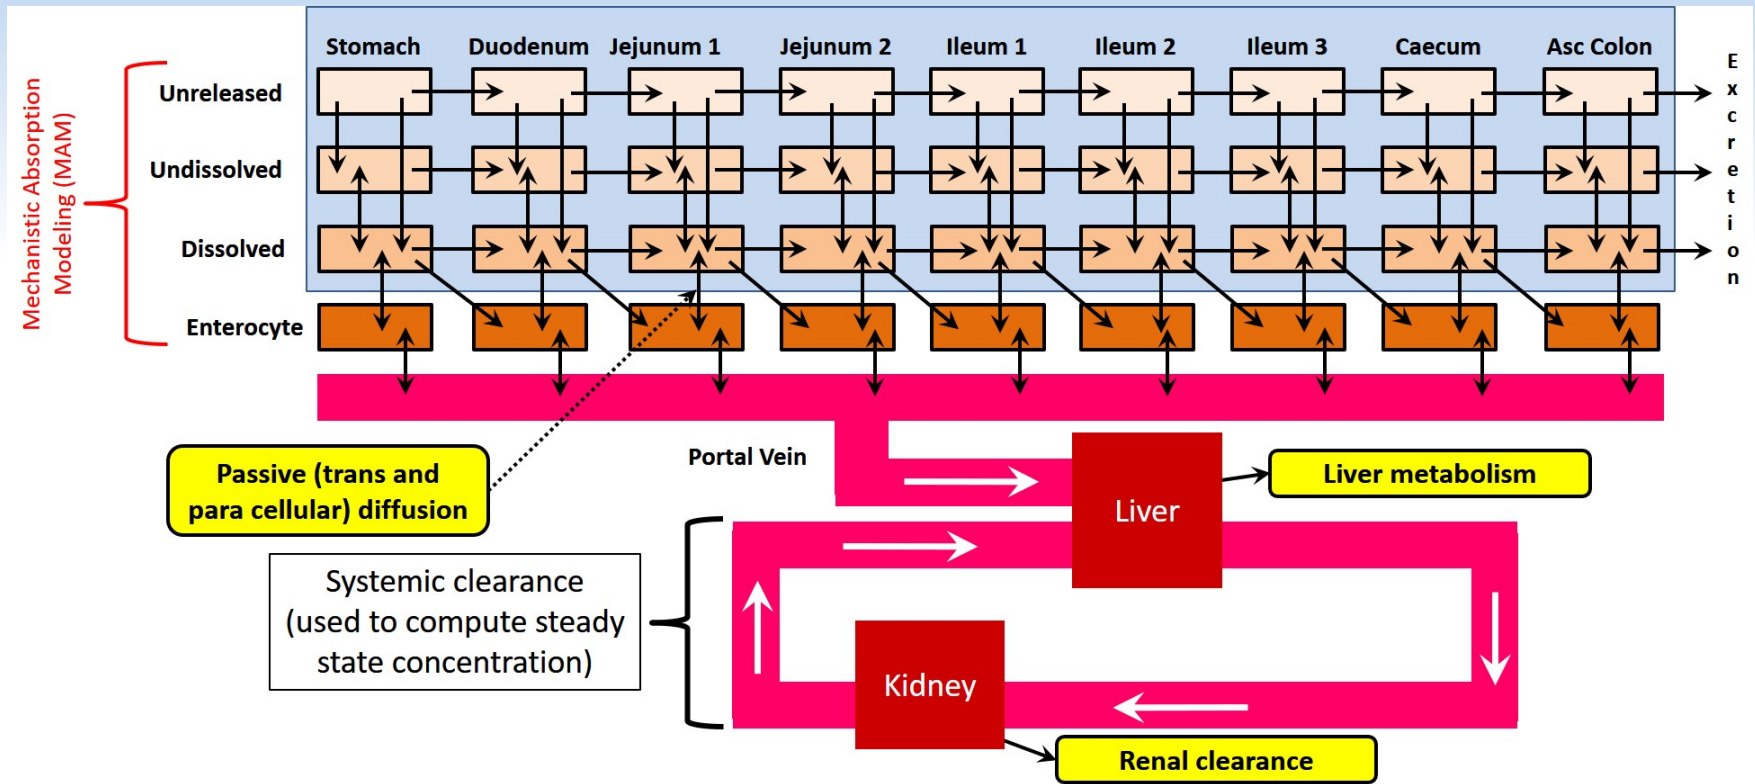 Stomach Duodenum Jejunum 1 Jejunum 2 Ileum 1 Ileum 2 Ileum 3 Caecum Asc Colon
Excretion
Mechanistic Absorption
Modeling (MAM)
Unreleased
Undissolved
Dissolved
Enterocyte
Portal Vein
Passive (trans and
para cellular) diffusion
Liver
Liver metabolism
Systemic clearance
(used to compute steady
state concentration)
Kidney
Renal clearance